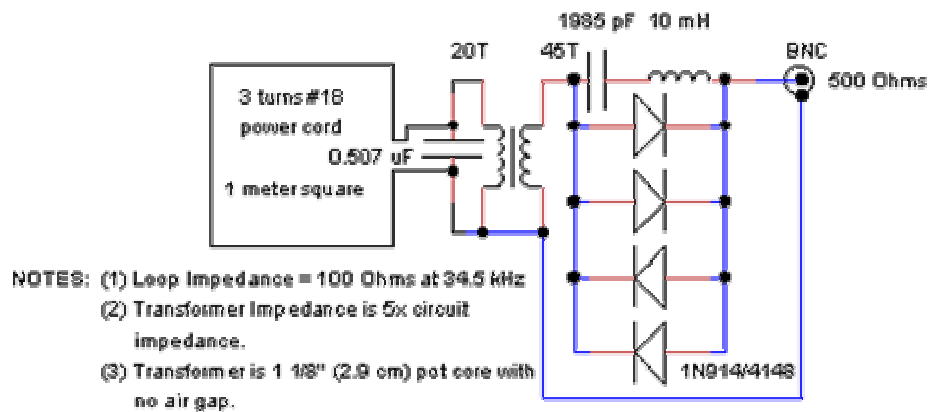 1985 pF 10 mH
20T 45T BNC
500 Ohms
3 turns #18
power cord
0.507 uF
1 meter square
NOTES: (1) Loop Impedance = 100 Ohms at 34.5 kHz
(2) Transformer Impedance is 5x circuit
impedance.
(3) Transformer is 1 1/8" (2.9 cm) pot core with
no air gap.
1N914/4148